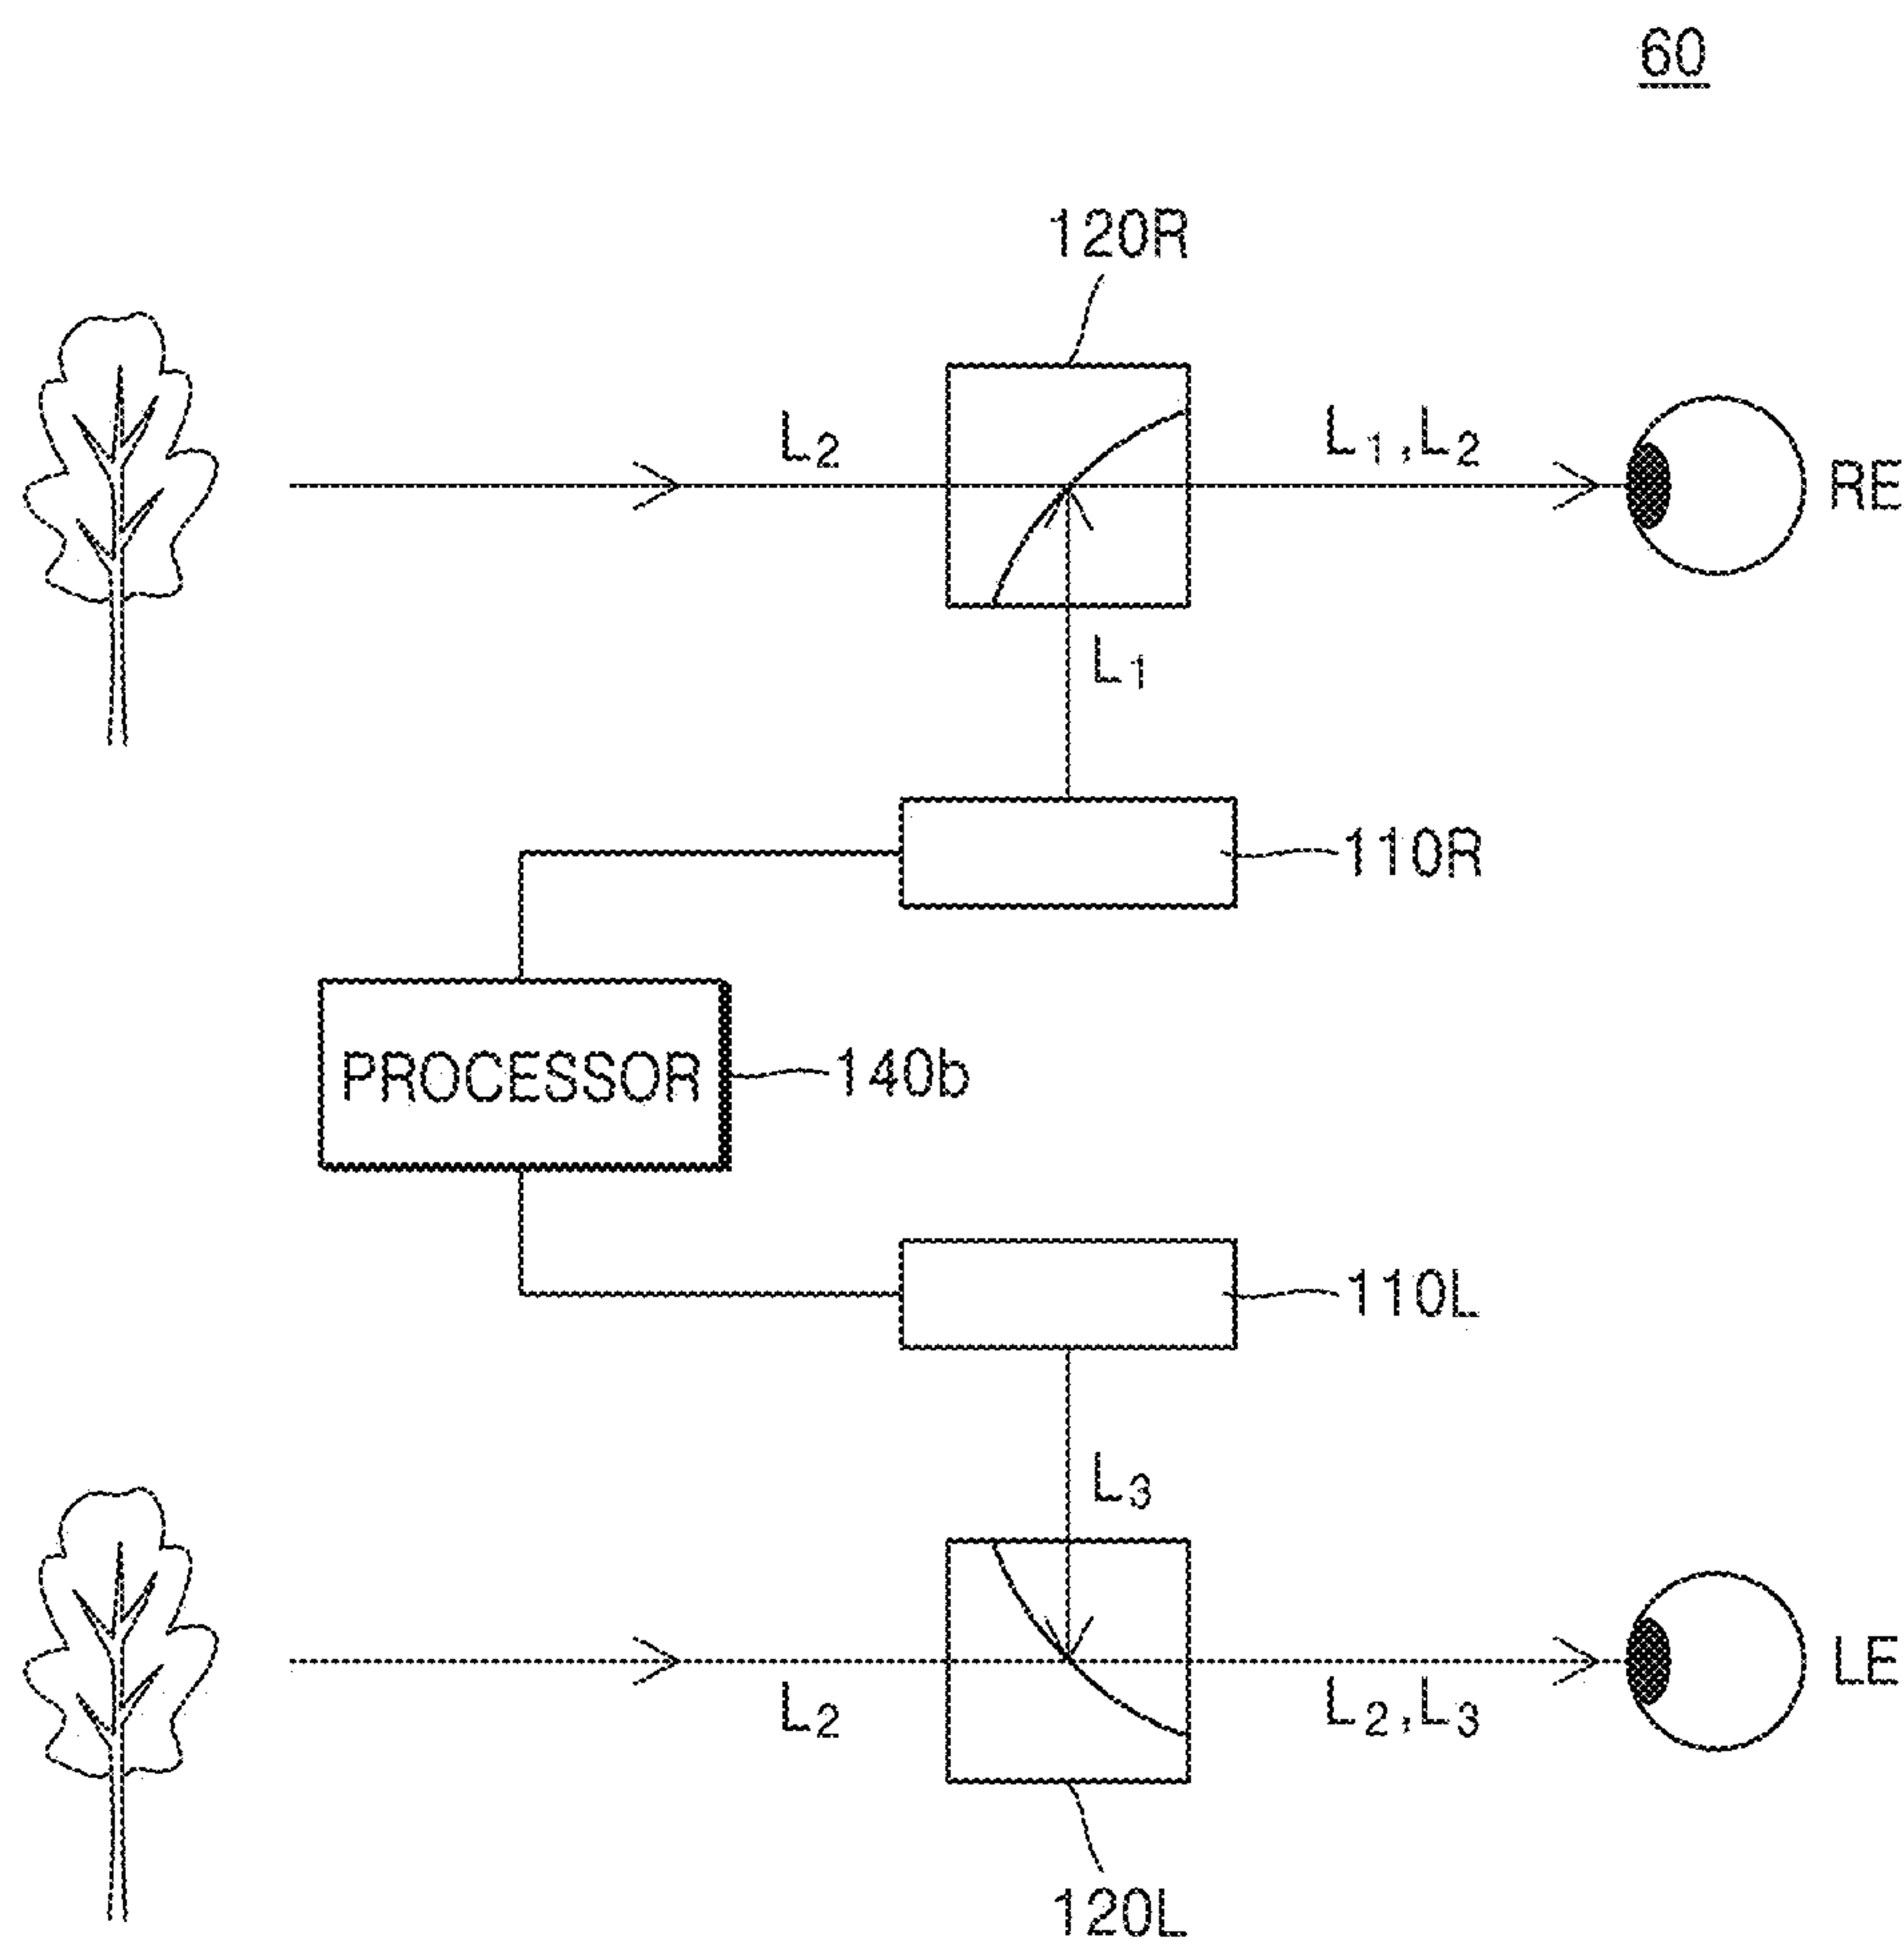 60
120R
L2
L1,L2
RE
L1
110R
PROCESSOR
140b
110L
L3
L2
L2,L3
LE
120L